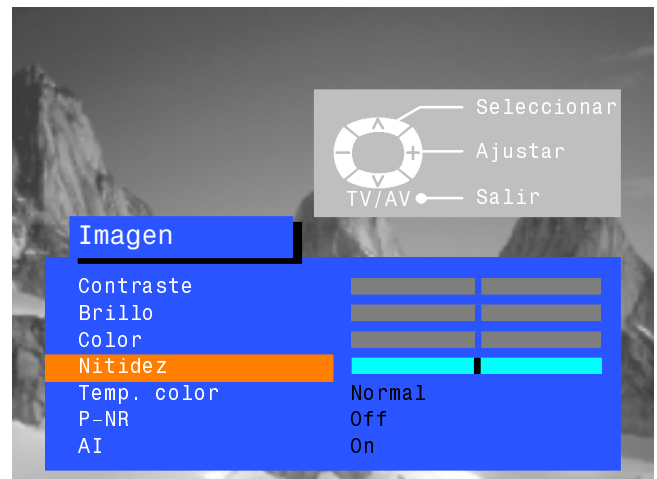 Seleccionar
Ajustar
TV/AV Salir
Imagen
Contraste
Brillo
Color
Nitidez
Temp. color Normal
P-NR Off
AI On